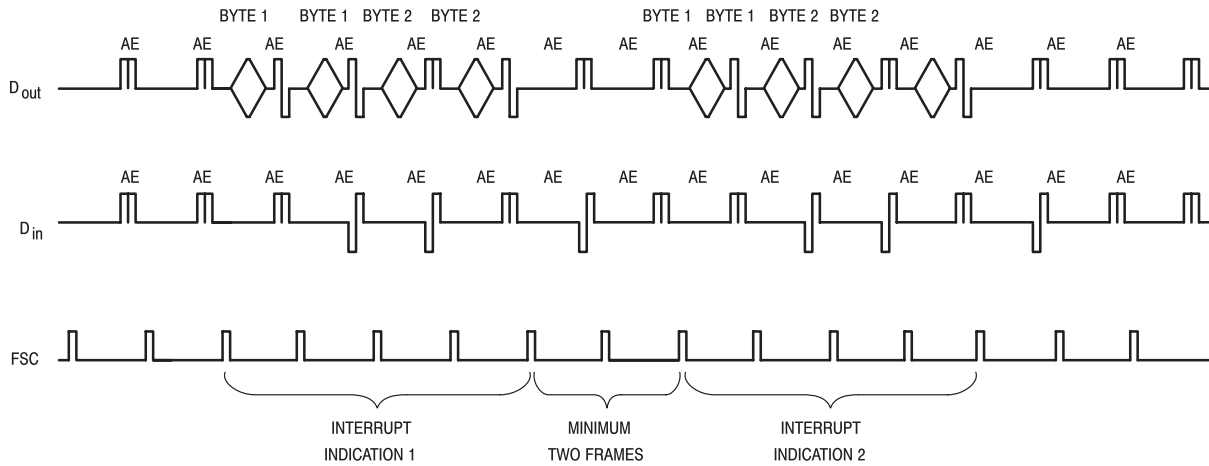 BYTE 1 BYTE 1 BYTE 2 BYTE 2 BYTE 1 BYTE 1 BYTE 2 BYTE 2
AE AE AE AE AE AE AE AE AE AE AE AE AE AE
D out
AE AE AE AE AE AE AE AE AE AE AE AE AE AE
D in
FSC
INTERRUPT INDICATION 1
MINIMUM TWO FRAMES
INTERRUPT INDICATION 2